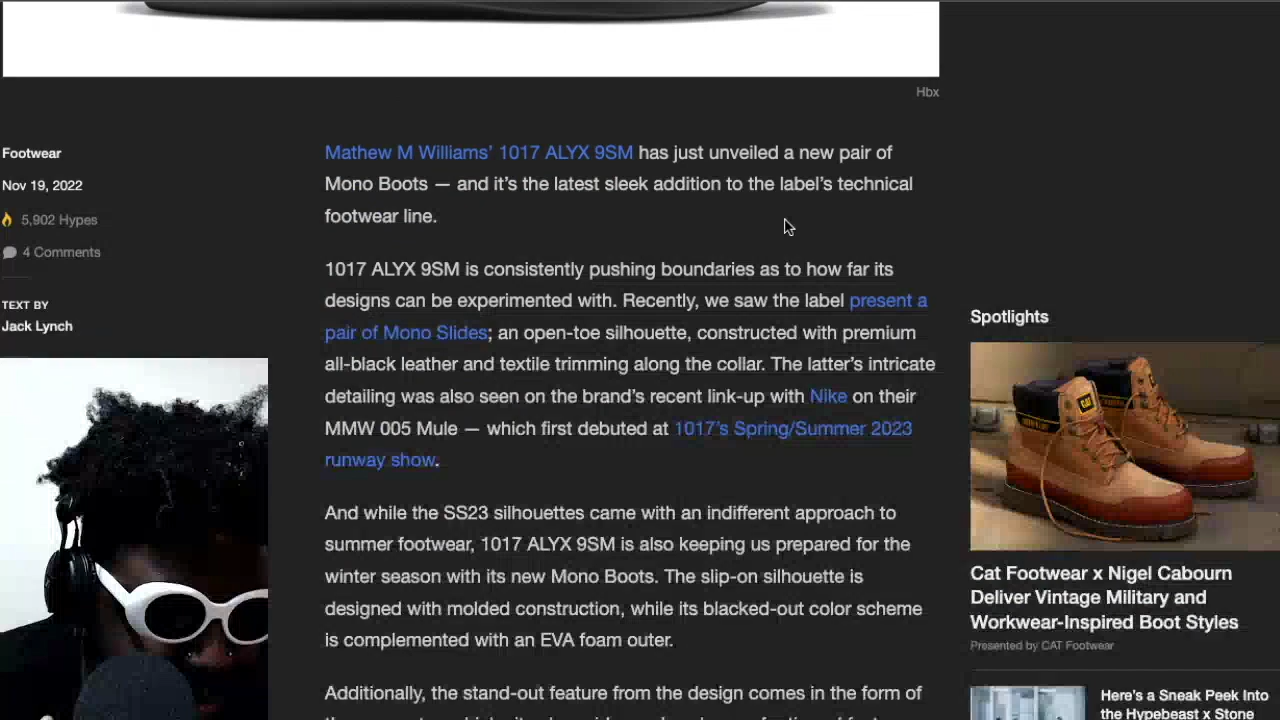 Hbx
Footwear
Nov 19, 2022
5,902 Hypes
4 Comments
TEXT BY
Jack Lynch
Mathew M Williams’ 1017 ALYX 9SM has just unveiled a new pair of
Mono Boots — and it’s the latest sleek addition to the label’s technical
footwear line.
1017 ALYX 9SM is consistently pushing boundaries as to how far its
designs can be experimented with. Recently, we saw the label present a
pair of Mono Slides; an open-toe silhouette, constructed with premium
all-black leather and textile trimming along the collar. The latter’s intricate
detailing was also seen on the brand’s recent link-up with Nike on their
MMW 005 Mule — which first debuted at 1017’s Spring/Summer 2023
runway show.
And while the SS23 silhouettes came with an indifferent approach to
summer footwear, 1017 ALYX 9SM is also keeping us prepared for the
winter season with its new Mono Boots. The slip-on silhouette is
designed with molded construction, while its blacked-out color scheme
is complemented with an EVA foam outer.
Additionally, the stand-out feature from the design comes in the form of
Spotlights
CAT
Cat Footwear x Nigel Cabourn
Deliver Vintage Military and
Workwear-Inspired Boot Styles
Presented by CAT Footwear
Here’s a Sneak Peek Into
the Hypebeast x Stone